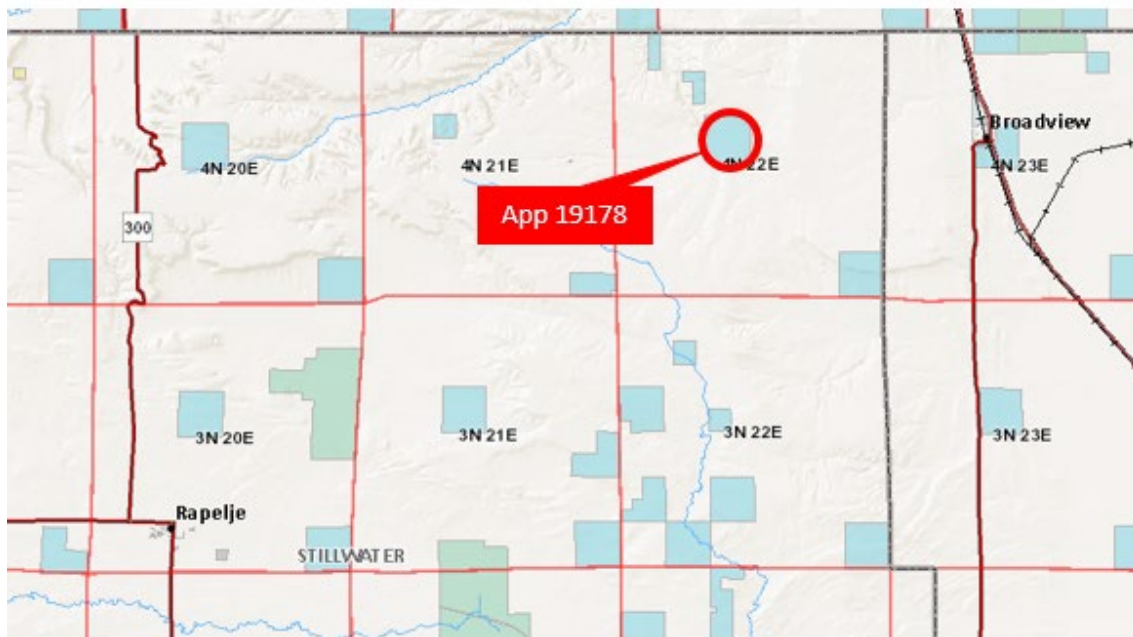 Broadview
4N 20E
4N 21E
4N 22E
4N 23E
App 19178
300
3N 20E
3N 21E
3N 22E
3N 23E
Rapelje
STILLWATER